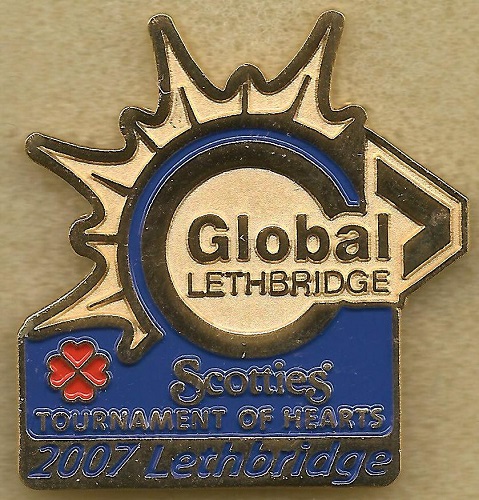 Global
LETHBRIDGE
Scotties'
TOURNAMENT OF HEARTS
2007 Lethbridge